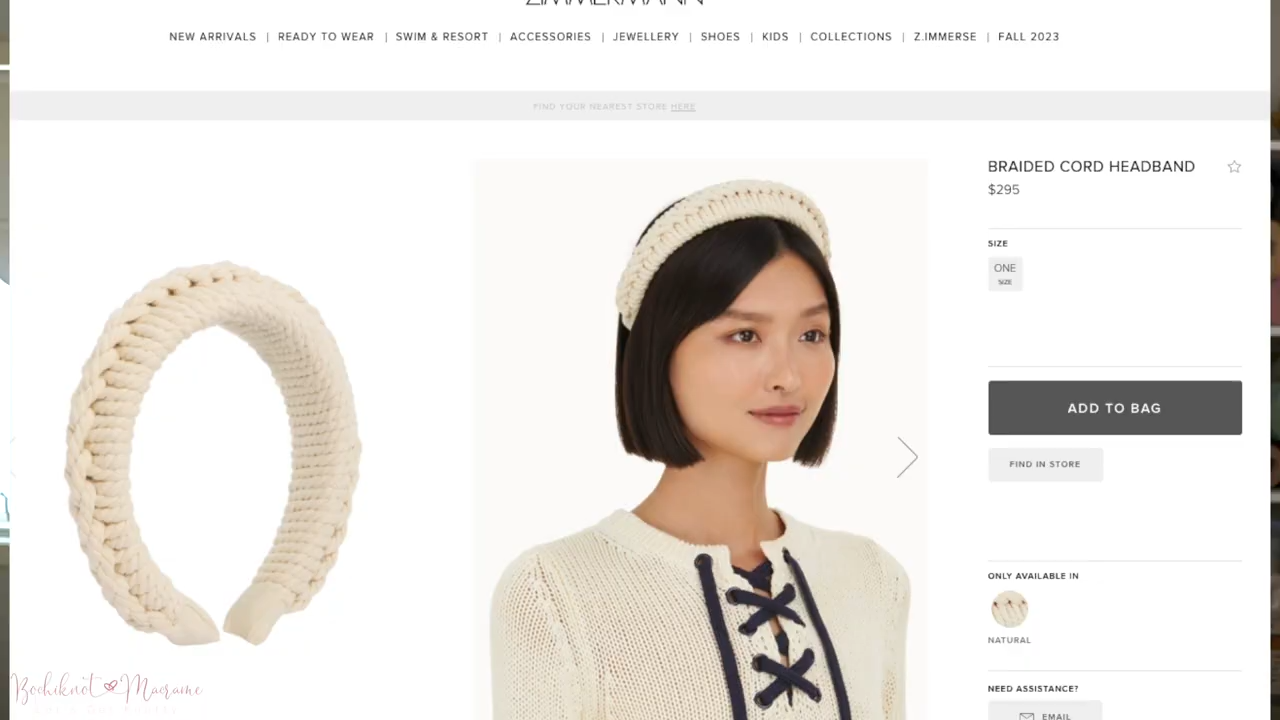 ZIMMERMANN
NEW ARRIVALS | READY TO WEAR | SWIM & RESORT | ACCESSORIES | JEWELLERY | SHOES | KIDS | COLLECTIONS | Z.IMMERSE | FALL 2023
FIND YOUR NEAREST STORE HERE
BRAIDED CORD HEADBAND
$295
SIZE
ONE
SIZE
ADD TO BAG
FIND IN STORE
ONLY AVAILABLE IN
NATURAL
Bochiknot Macrame
NEED ASSISTANCE?
EMAIL